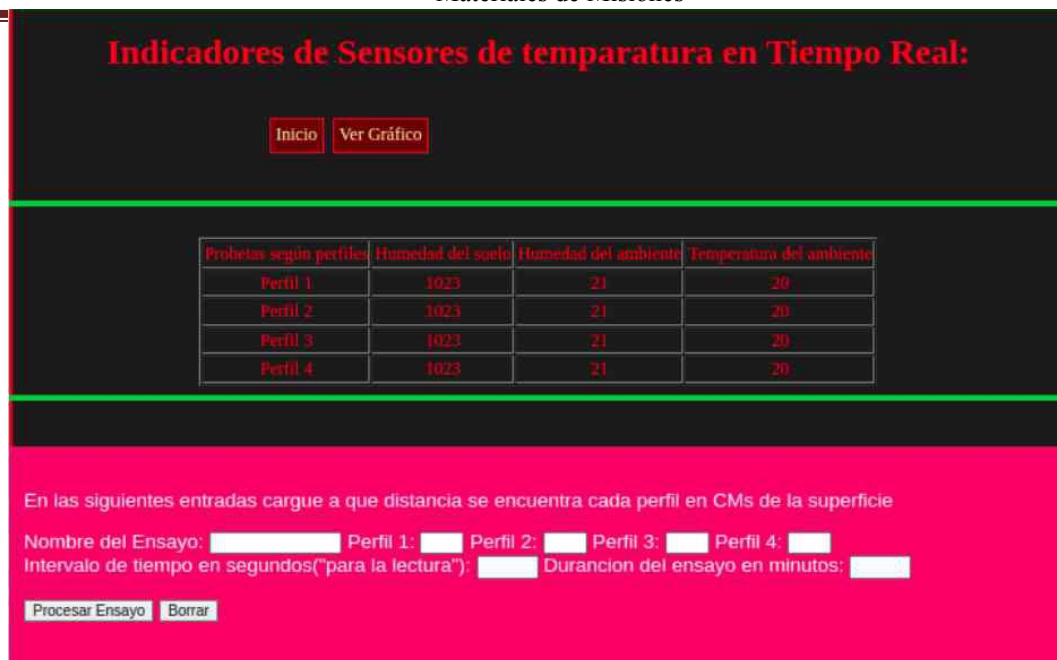 Materiales de Misiones
Indicadores de Sensores de temparatura en Tiempo Real:
Inicio Ver Gráfico
Probetas según perfiles Humedad del suelo Humedad del ambiente Temperatura del ambiente
Perfil 1 1023 21 20
Perfil 2 1023 21 20
Perfil 3 1023 21 20
Perfil 4 1023 21 20
En las siguientes entradas cargue a que distancia se encuentra cada perfil en CMs de la superficie
Nombre del Ensayo: Perfil 1: Perfil 2: Perfil 3: Perfil 4:
Intervalo de tiempo en segundos("para la lectura"): Durancion del ensayo en minutos:
Procesar Ensayo Borrar